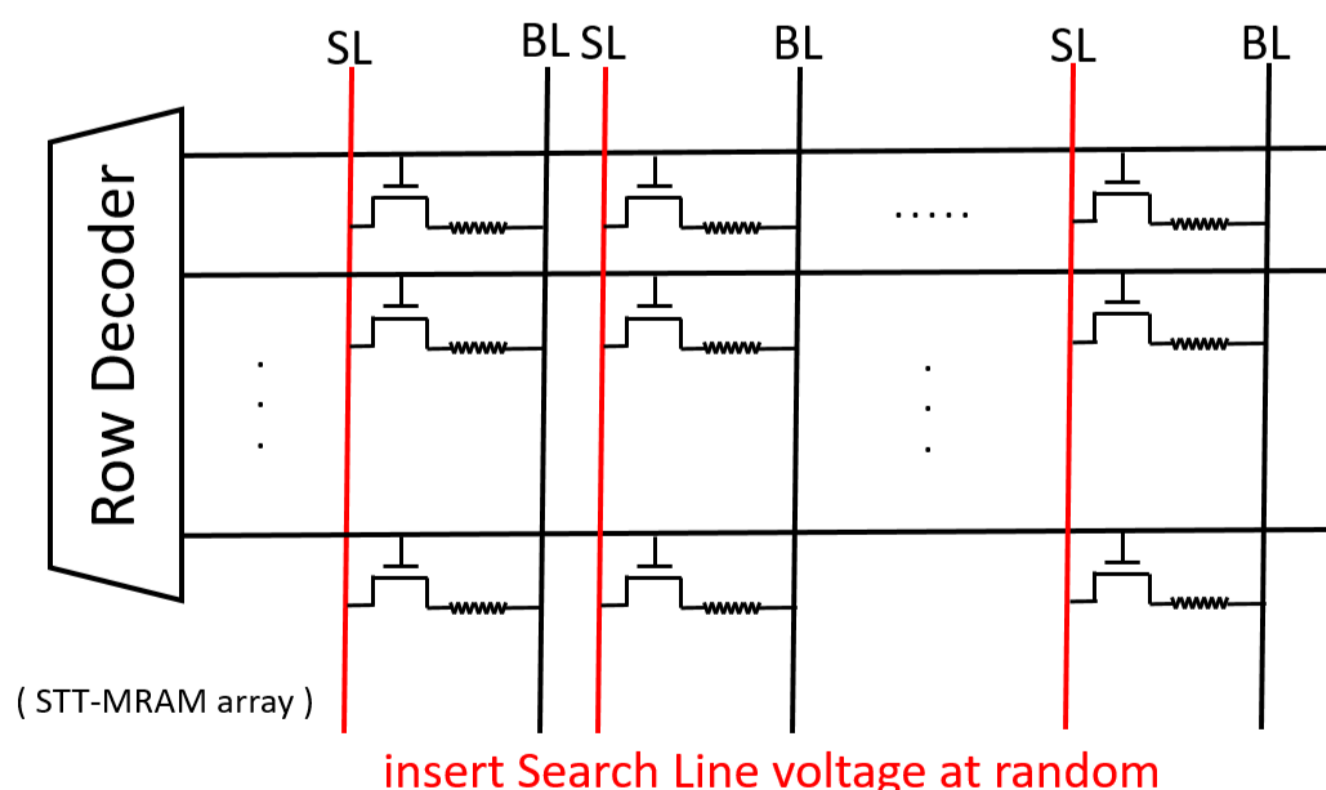 SL BL SL BL SL BL
Row Decoder
.....
( STT-MRAM array )
insert Search Line voltage at random